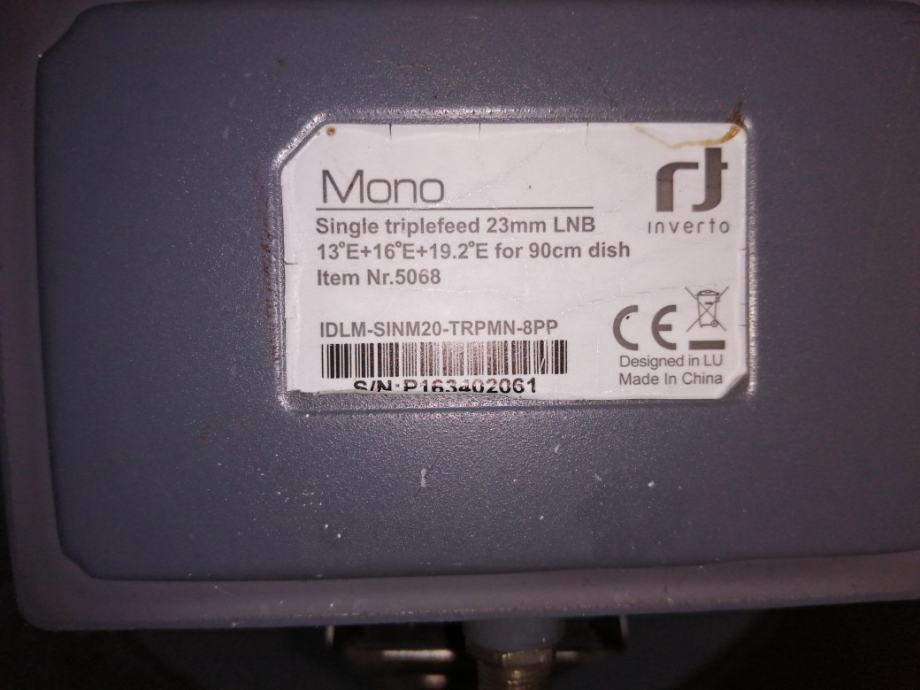 Mono
inverto
Single triplefeed 23mm LNB
13°E+16°E+19.2°E for 90cm dish
Item Nr.5068
IDLM-SINM20-TRPMN-8PP
S/N:P163402061
CE
Designed in LU
Made In China